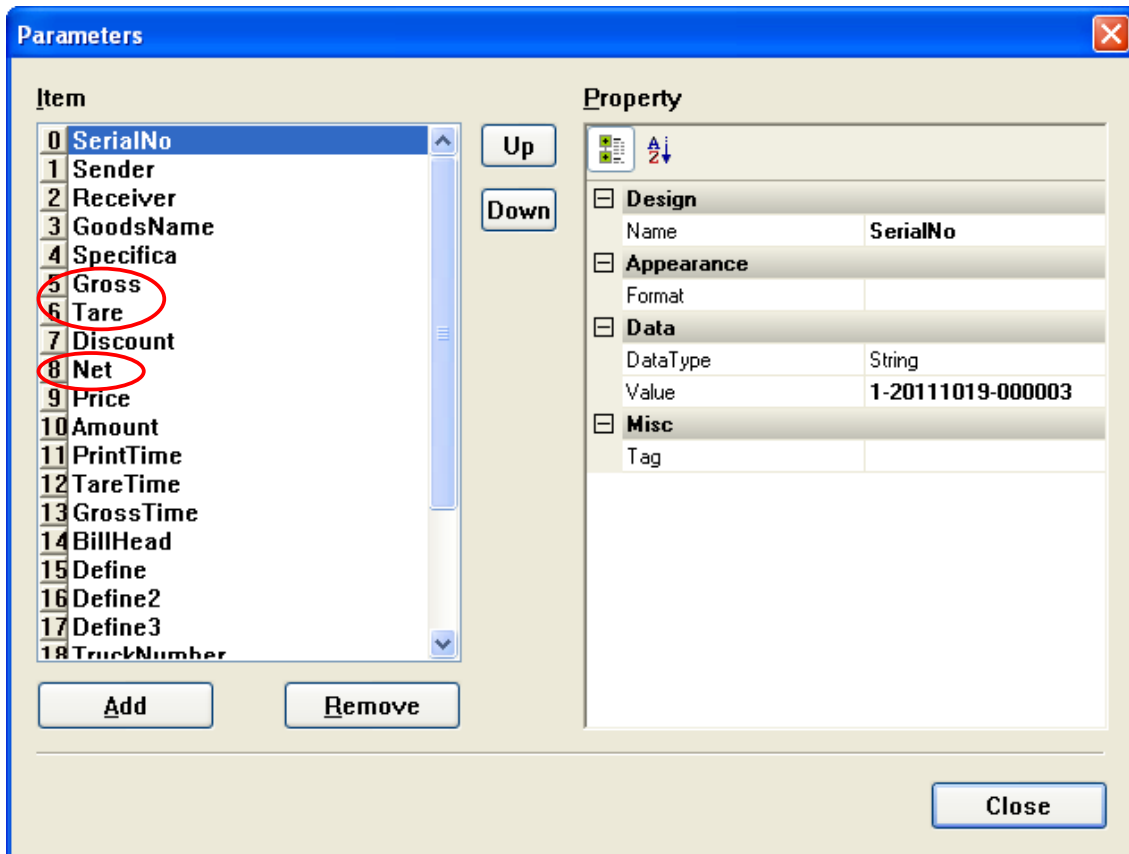 Parameters
Item
0 SerialNo
1 Sender
2 Receiver
3 GoodsName
4 Specifica
5 Gross
6 Tare
7 Discount
8 Net
9 Price
10 Amount
11 PrintTime
12 TareTime
13 GrossTime
14 BillHead
15 Define
16 Define2
17 Define3
18 TruckNumber
Add
Remove
Up
Down
Property
AZ
Design
Name SerialNo
Appearance
Format
Data
DataType String
Value 1-20111019-000003
Misc
Tag
Close